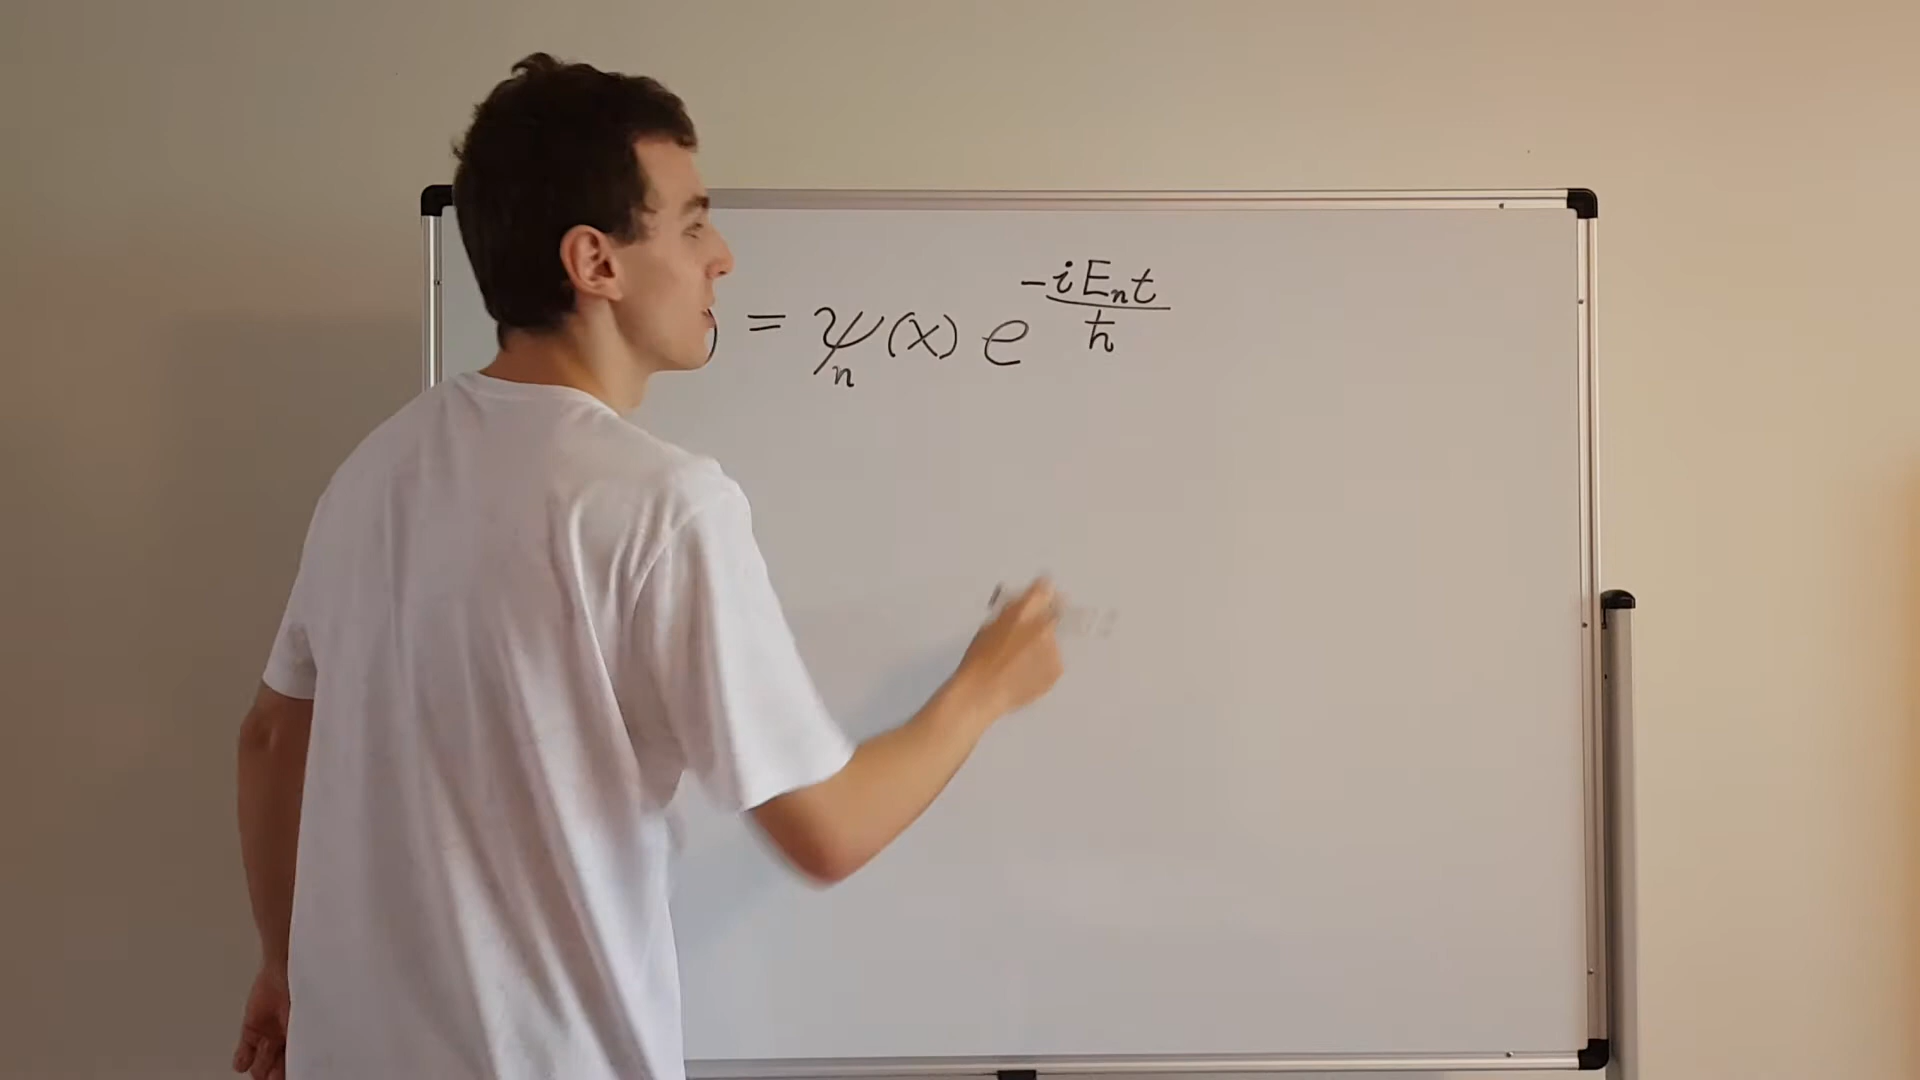 ) = ψₙ(x) e^{-iEₙt/ħ}